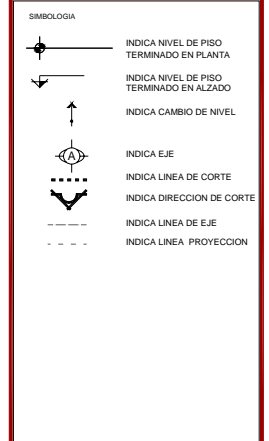 SIMBOLOGIA
INDICA NIVEL DE PISO
TERMINADO EN PLANTA
INDICA NIVEL DE PISO
TERMINADO EN ALZADO
INDICA CAMBIO DE NIVEL
A
INDICA EJE
INDICA LINEA DE CORTE
INDICA DIRECCION DE CORTE
INDICA LINEA DE EJE
INDICA LINEA PROYECCION